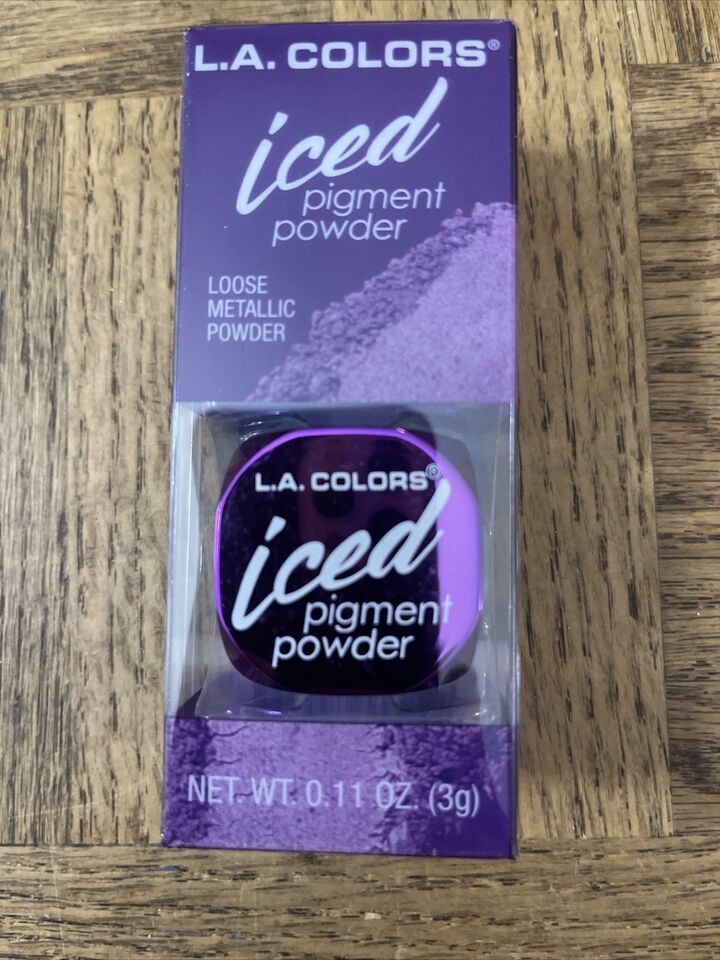 L.A. COLORS®
iced
pigment
powder
LOOSE
METALLIC
POWDER
L.A. COLORS®
iced
pigment
powder
NET. WT. 0.11 OZ. (3g)